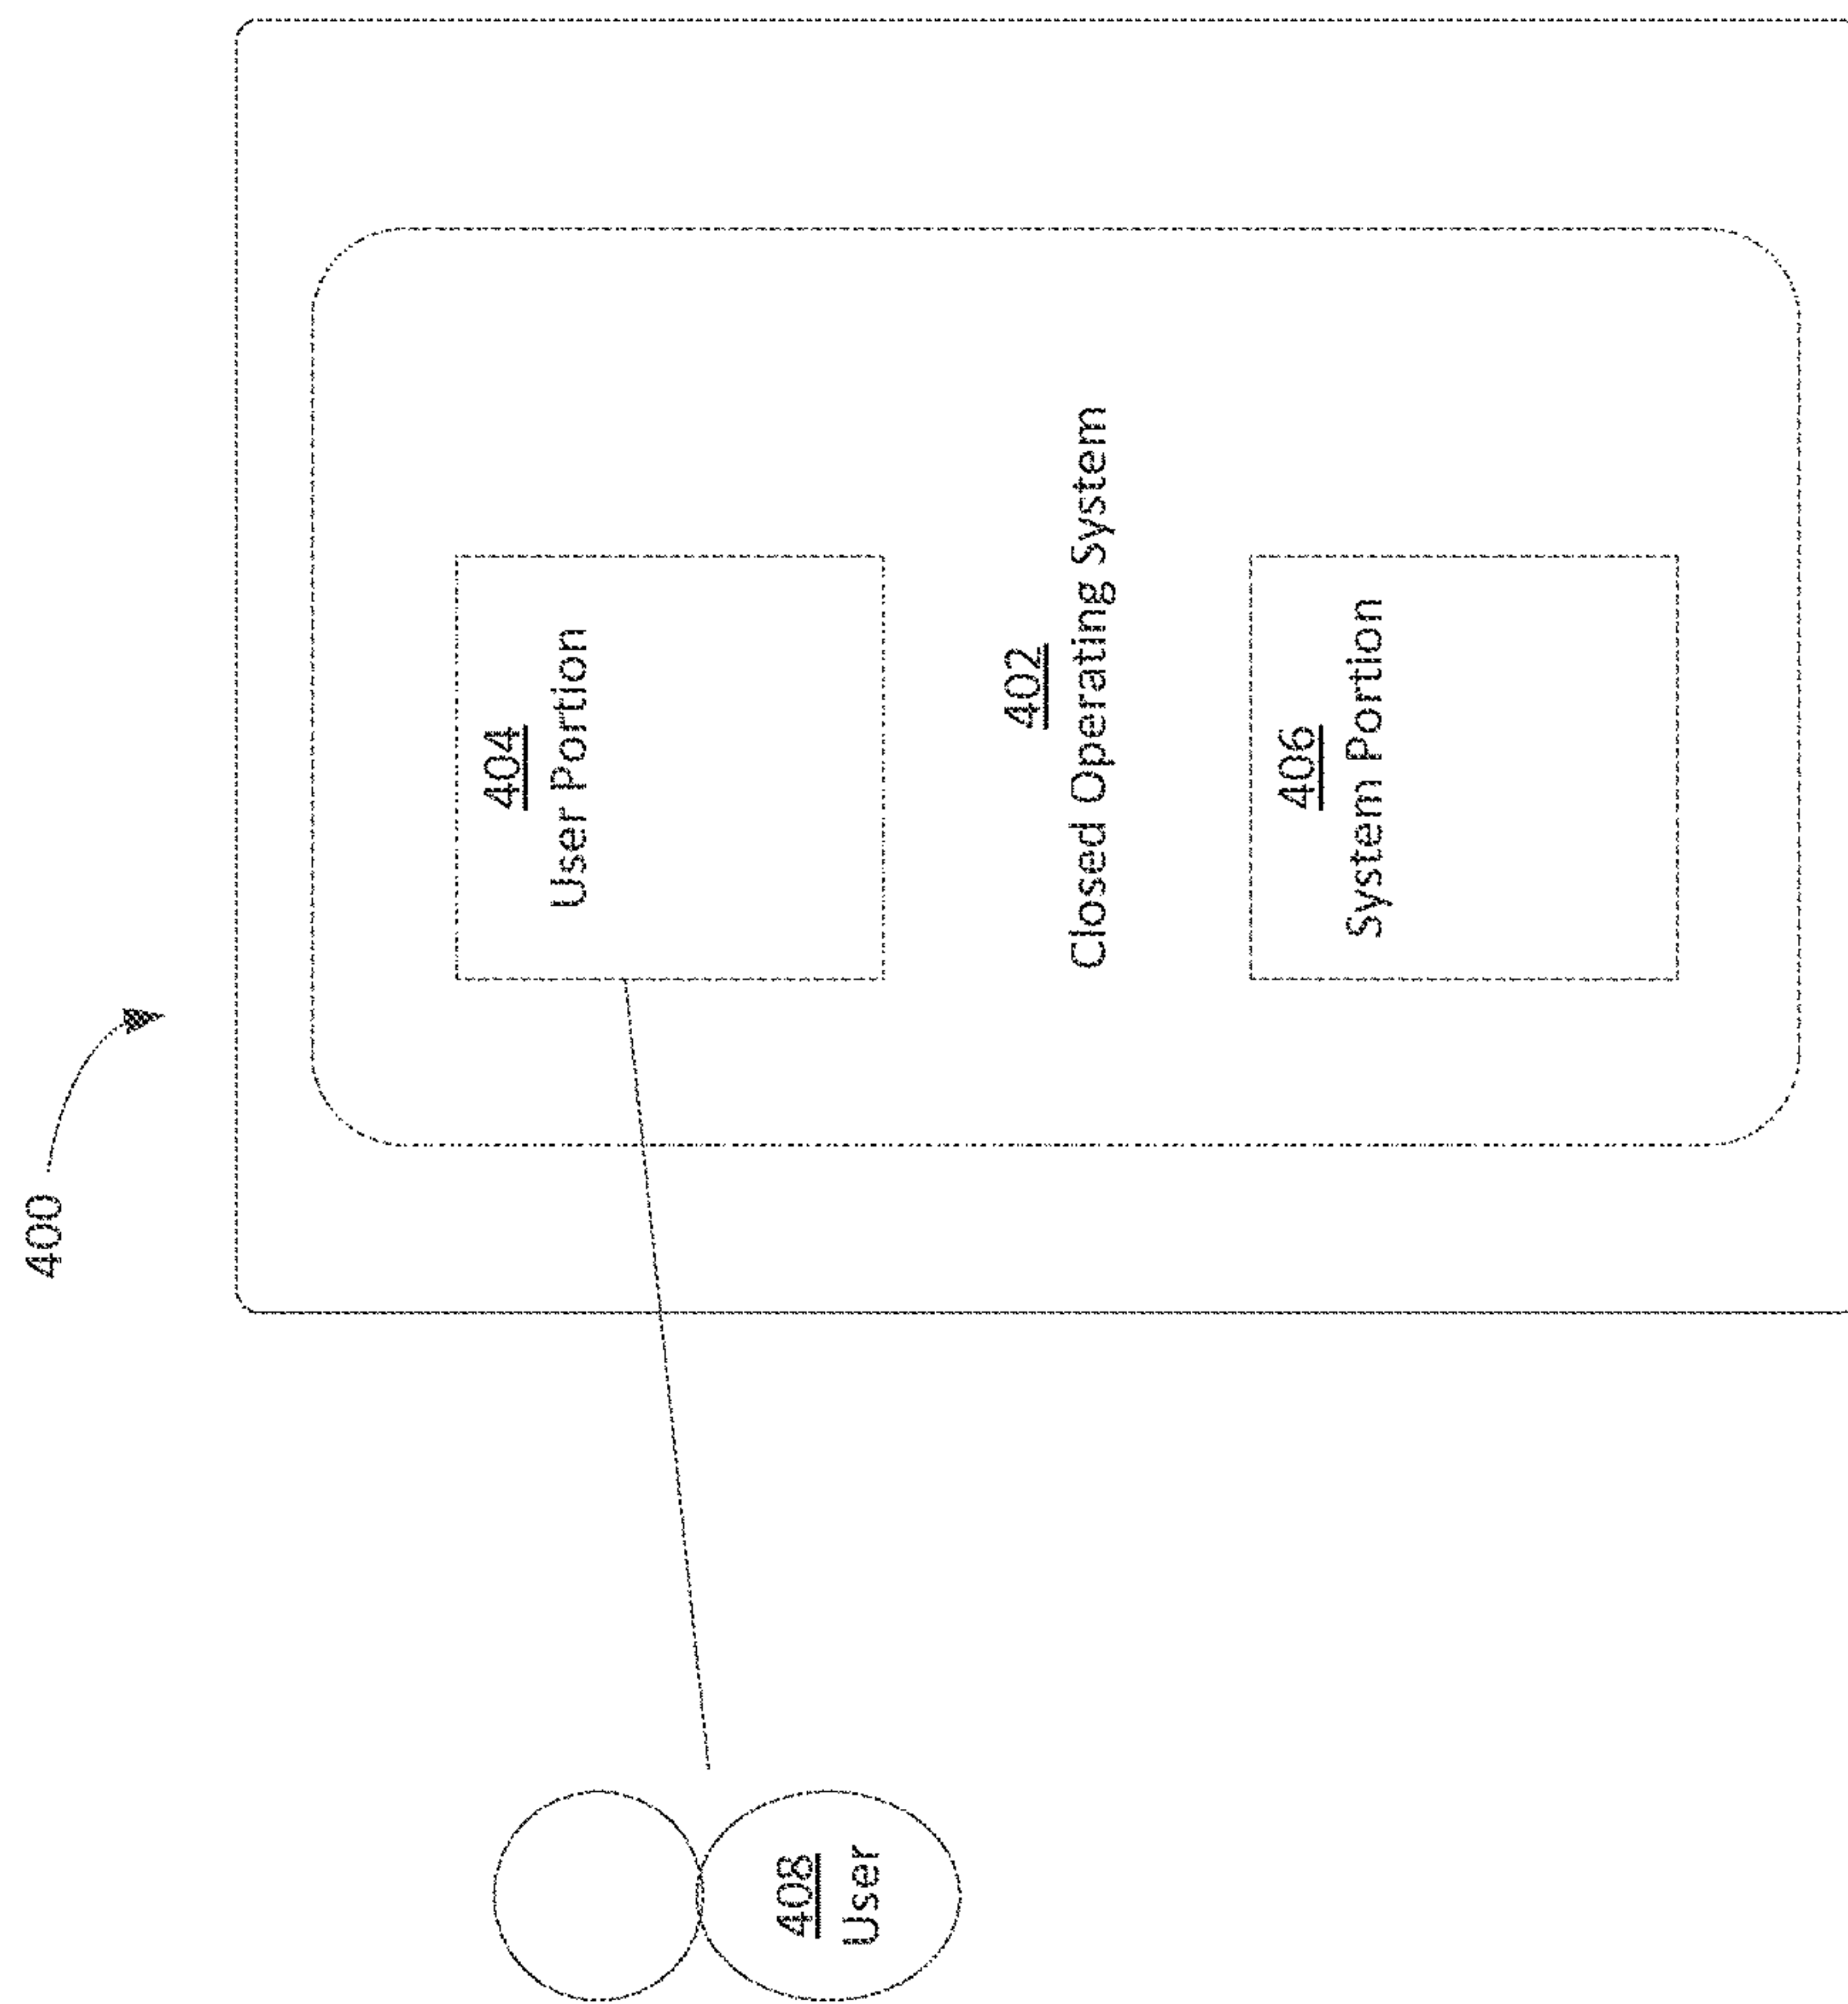 400
404
User Portion
402
Closed Operating System
406
System Portion
408
User